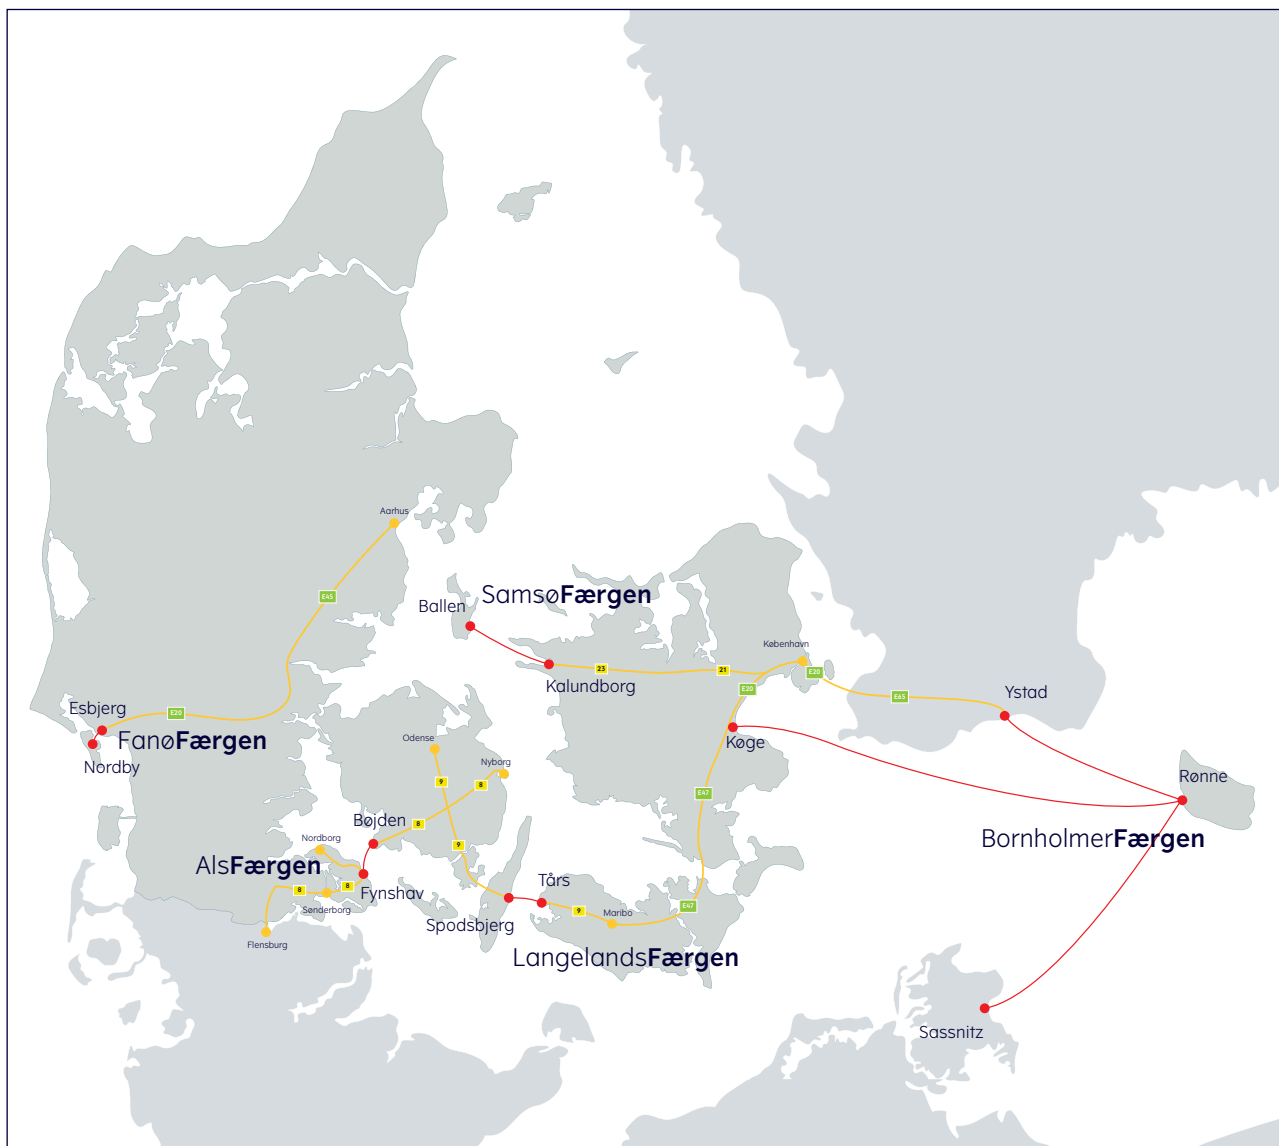 Aarhus
E45
SamsøFærgen
Ballen
København
23
21
E20
Kalundborg
E20
E65
Ystad
Esbjerg
E20
FanøFærgen
Nordby
Odense
Nyborg
Køge
Rønne
9
8
E47
Bøjden
8
BornholmerFærgen
Nordborg
9
AlsFærgen
8
8
Fynshav
Tårs
Sønderborg
9
Maribo
E47
Spodsbjerg
Flensburg
LangelandsFærgen
Sassnitz